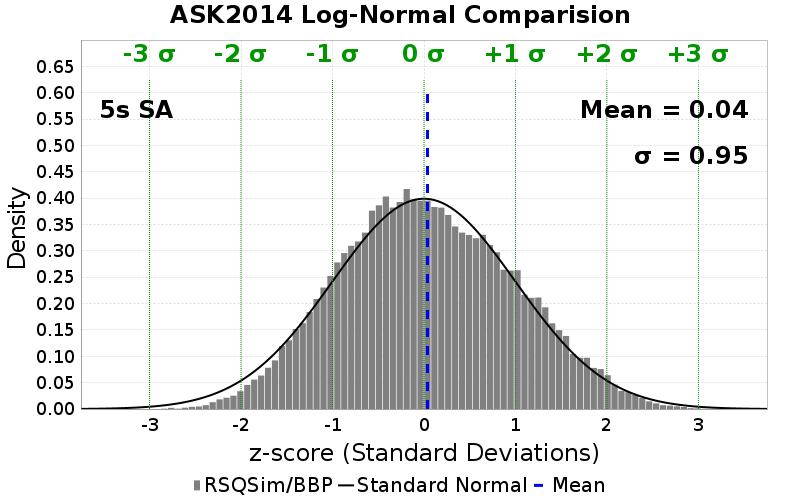 ASK2014 Log-Normal Comparision
-3 σ -2 σ -1 σ 0 σ +1 σ +2 σ +3 σ
5s SA
Mean = 0.04
σ = 0.95
Density
0.65
0.60
0.55
0.50
0.45
0.40
0.35
0.30
0.25
0.20
0.15
0.10
0.05
0.00
-3 -2 -1 0 1 2 3
z-score (Standard Deviations)
RSQSim/BBP Standard Normal Mean